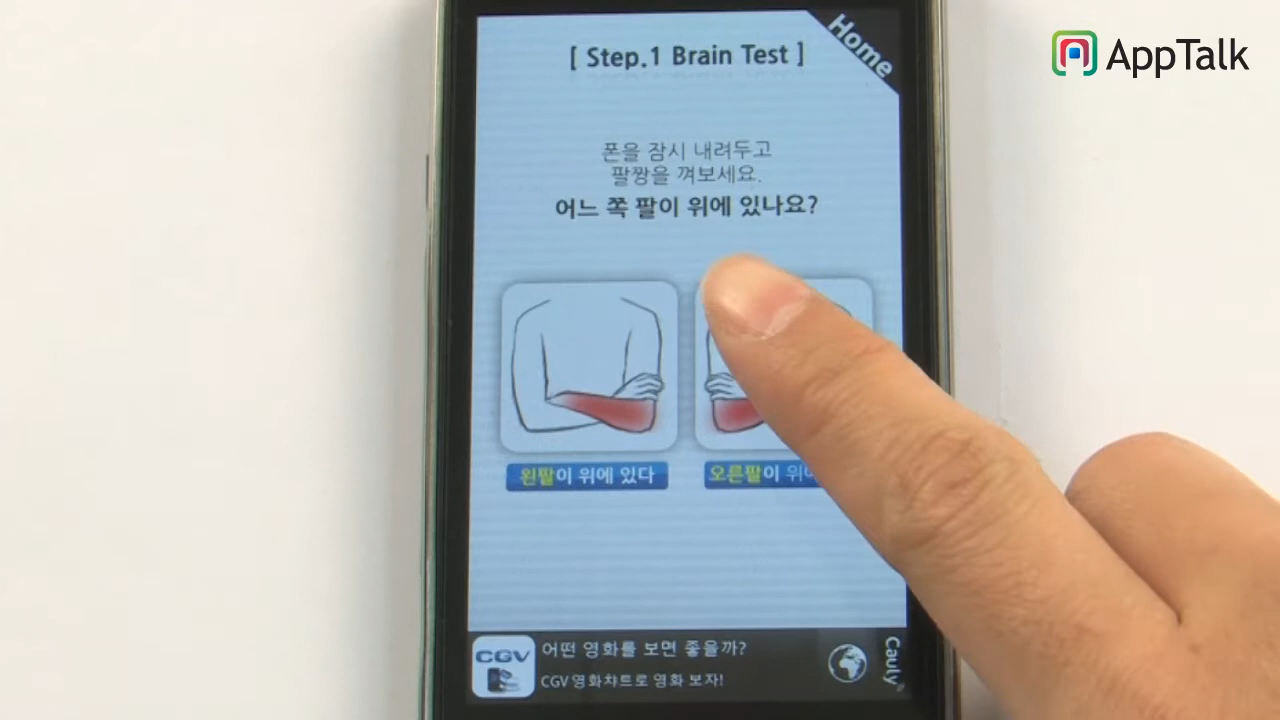 AppTalk
Home
[ Step.1 Brain Test ]
폰을 잠시 내려두고
팔짱을 껴보세요.
어느 쪽 팔이 위에 있나요?
왼팔이 위에 있다
오른팔이 위에
CGV
어떤 영화를 보면 좋을까?
CGV 영화챠트로 영화 보자!
Cauly